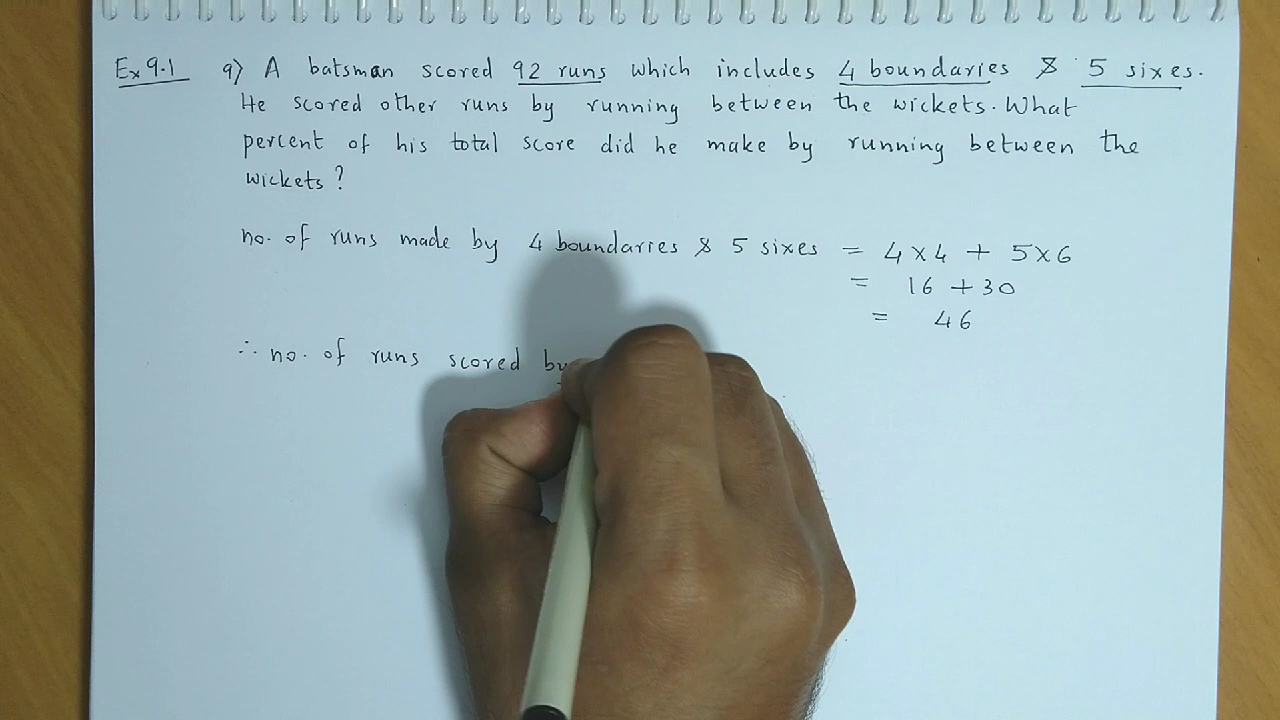 Ex 9.1 9) A batsman scored 92 runs which includes 4 boundaries & 5 sixes.
He scored other runs by running between the wickets. What
percent of his total score did he make by running between the
wickets?
no. of runs made by 4 boundaries & 5 sixes = 4 × 4 + 5 × 6
= 16 + 30
= 46
∴ no. of runs scored by